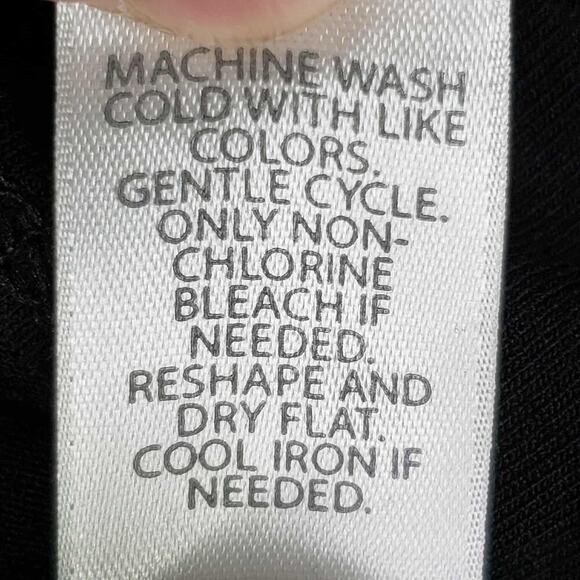 MACHINE WASH
COLD WITH LIKE
COLORS.
GENTLE CYCLE.
ONLY NON-
CHLORINE
BLEACH IF
NEEDED.
RESHAPE AND
DRY FLAT.
COOL IRON IF
NEEDED.